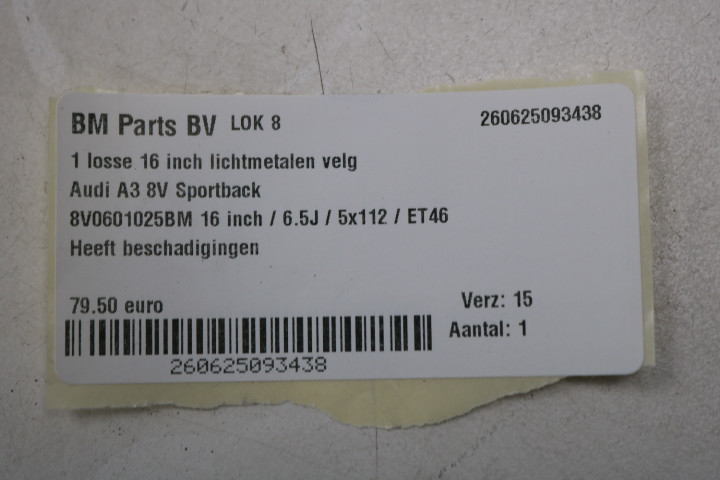 BM Parts BV LOK 8 260625093438
1 losse 16 inch lichtmetalen velg
Audi A3 8V Sportback
8V0601025BM 16 inch / 6.5J / 5x112 / ET46
Heeft beschadigingen
79.50 euro Verz: 15
Aantal: 1
260625093438